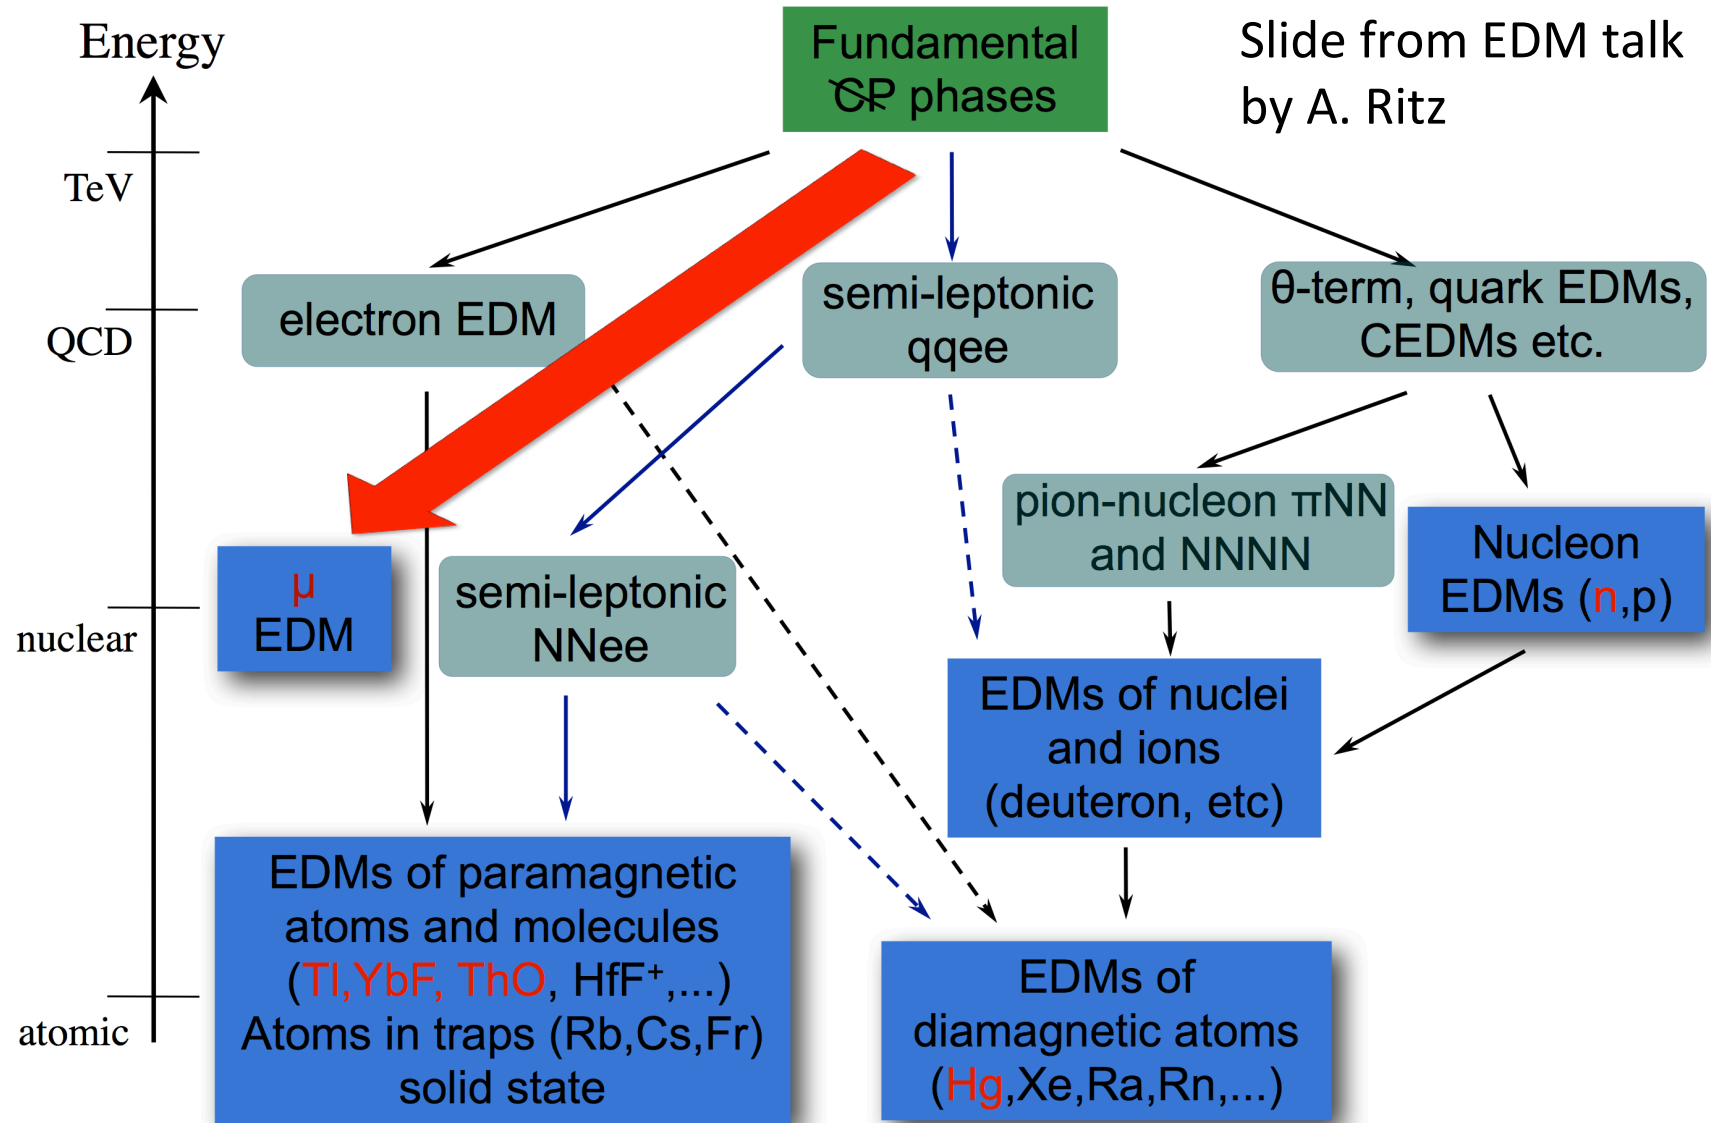 Energy
Fundamental
CP phases
Slide from EDM talk
by A. Ritz
TeV
QCD
nuclear
atomic
electron EDM
semi-leptonic
qqee
θ-term, quark EDMs,
CEDMs etc.
pion-nucleon πNN
and NNNN
Nucleon
EDMs (n,p)
μ
EDM
semi-leptonic
NNee
EDMs of nuclei
and ions
(deuteron, etc)
EDMs of paramagnetic
atoms and molecules
(Tl,YbF, ThO, HfF⁺,...)
Atoms in traps (Rb,Cs,Fr)
solid state
EDMs of
diamagnetic atoms
(Hg,Xe,Ra,Rn,...)